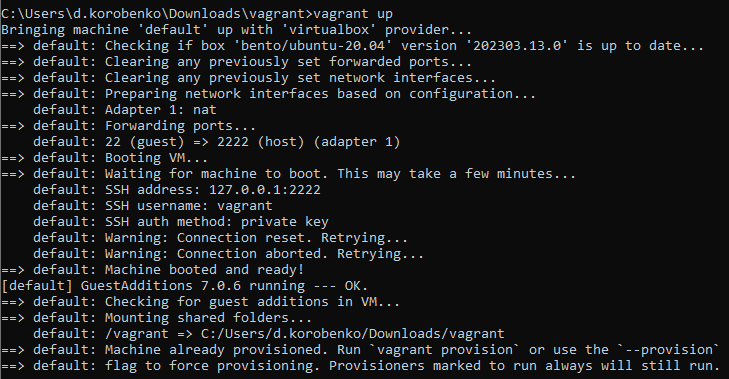 C:\Users\d.korobenko\Downloads\vagrant>vagrant up
Bringing machine 'default' up with 'virtualbox' provider...
==> default: Checking if box 'bento/ubuntu-20.04' version '202303.13.0' is up to date...
==> default: Clearing any previously set forwarded ports...
==> default: Clearing any previously set network interfaces...
==> default: Preparing network interfaces based on configuration...
    default: Adapter 1: nat
==> default: Forwarding ports...
    default: 22 (guest) => 2222 (host) (adapter 1)
==> default: Booting VM...
==> default: Waiting for machine to boot. This may take a few minutes...
    default: SSH address: 127.0.0.1:2222
    default: SSH username: vagrant
    default: SSH auth method: private key
    default: Warning: Connection reset. Retrying...
    default: Warning: Connection aborted. Retrying...
==> default: Machine booted and ready!
[default] GuestAdditions 7.0.6 running --- OK.
==> default: Checking for guest additions in VM...
==> default: Mounting shared folders...
    default: /vagrant => C:/Users/d.korobenko/Downloads/vagrant
==> default: Machine already provisioned. Run `vagrant provision` or use the `--provision`
==> default: flag to force provisioning. Provisioners marked to run always will still run.